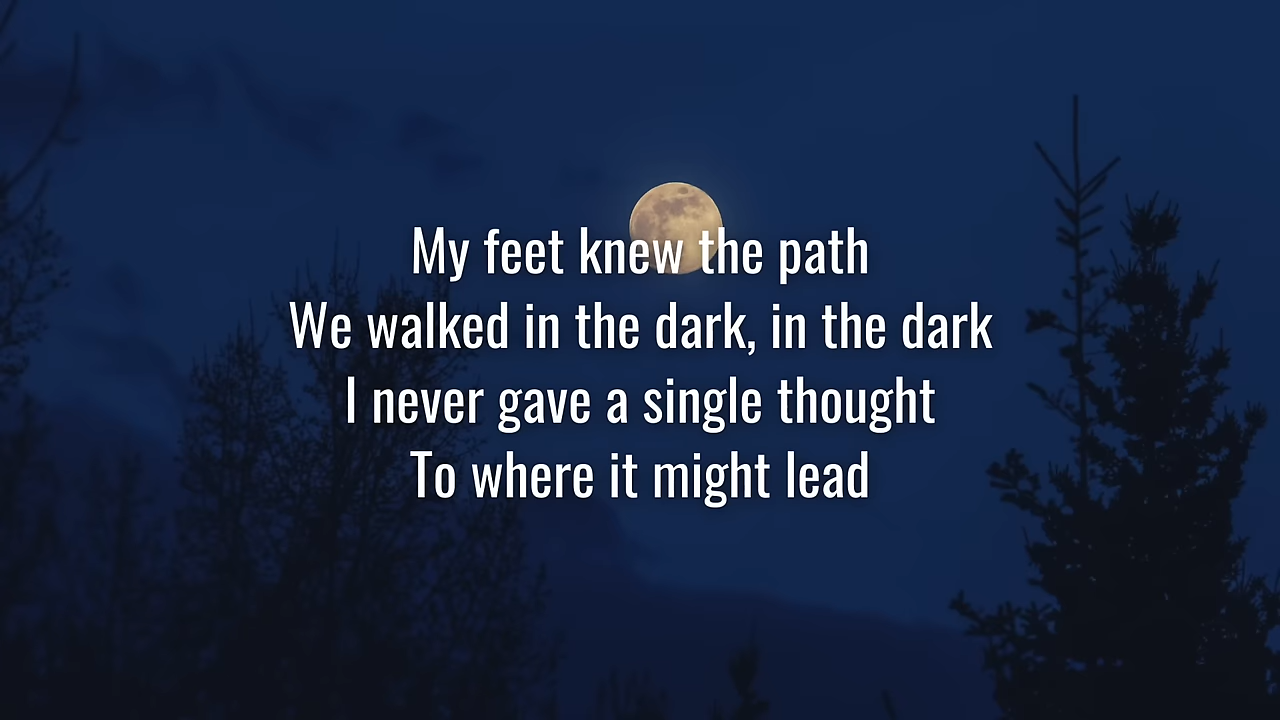 My feet knew the path
We walked in the dark, in the dark
I never gave a single thought
To where it might lead